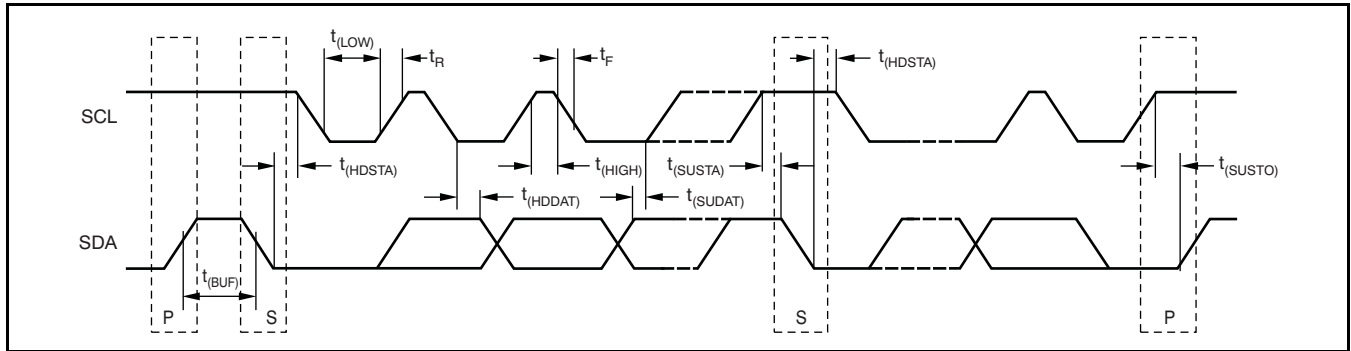 t(LOW)
tR
tF
t(HDSTA)
SCL
t(HDSTA)
t(HIGH)
t(SUSTA)
t(SUSTO)
t(HDDAT)
t(SUDAT)
SDA
t(BUF)
P
S
S
P